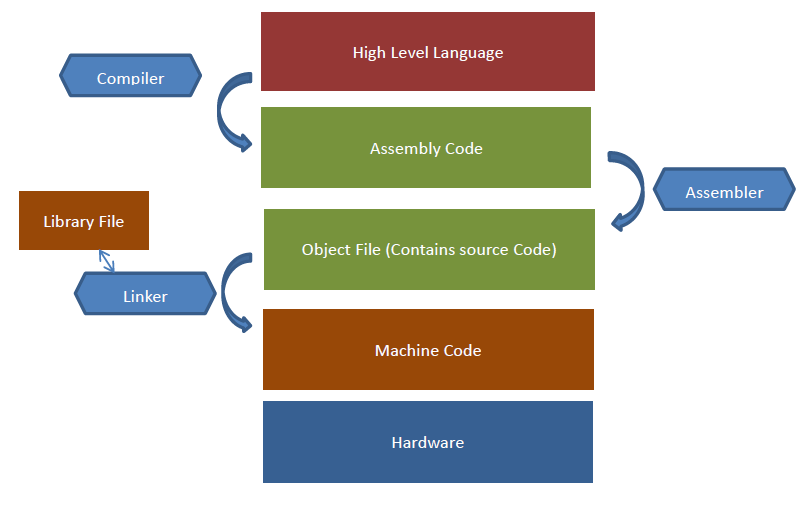 High Level Language
Compiler
Assembly Code
Assembler
Library File
Object File (Contains source Code)
Linker
Machine Code
Hardware